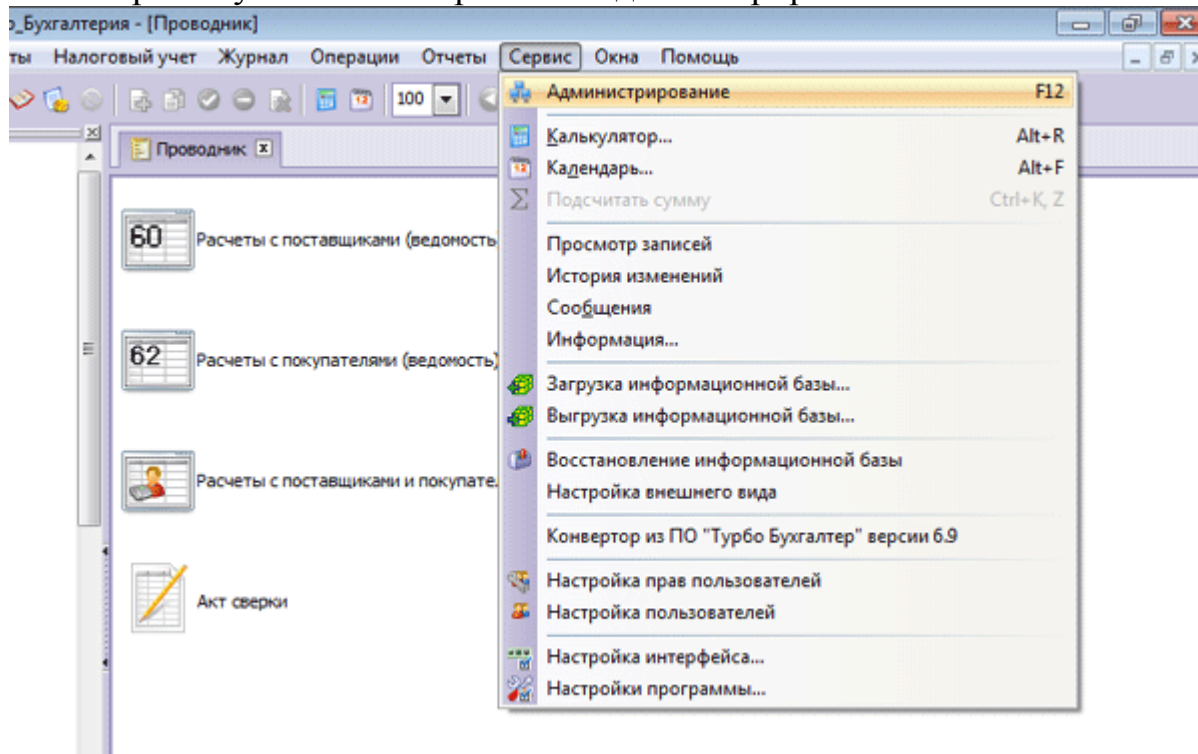 о_Бухгалтерия - [Проводник]
ты Налоговый учет Журнал Операции Отчеты Сервис Окна Помощь
100
Проводник
60 Расчеты с поставщиками (ведомость
62 Расчеты с покупателями (ведомость)
Расчеты с поставщиками и покупате.
Акт сверки
Администрирование F12
Калькулятор... Alt+R
Календарь... Alt+F
Подсчитать сумму Ctrl+K, Z
Просмотр записей
История изменений
Сообщения
Информация...
Загрузка информационной базы...
Выгрузка информационной базы...
Восстановление информационной базы
Настройка внешнего вида
Конвертор из ПО "Турбо Бухгалтер" версии 6.9
Настройка прав пользователей
Настройка пользователей
Настройка интерфейса...
Настройки программы...